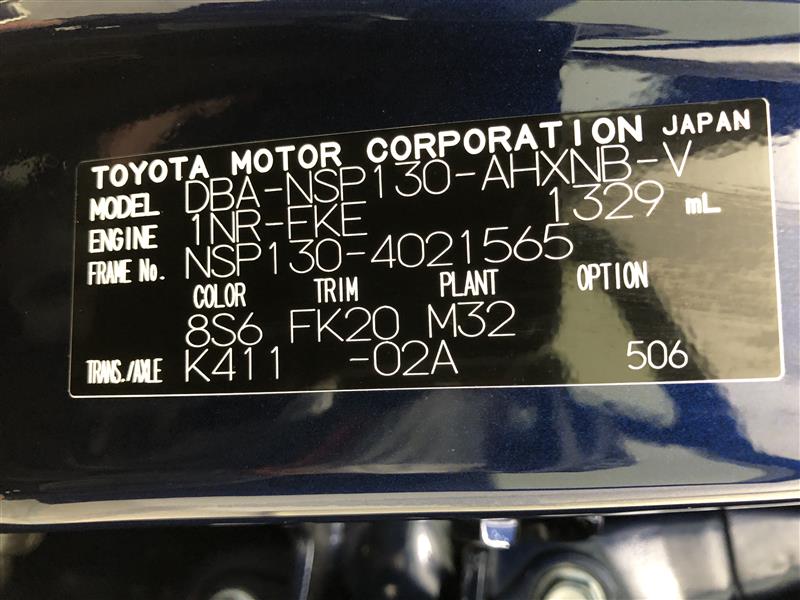 TOYOTA MOTOR CORPORATION JAPAN
MODEL DBA-NSP130-AHXNB-V
ENGINE 1NR-FKE 1329 mL
FRAME No. NSP130-4021565
COLOR TRIM PLANT OPTION
8S6 FK20 M32
TRANS./AXLE K411 -02A 506